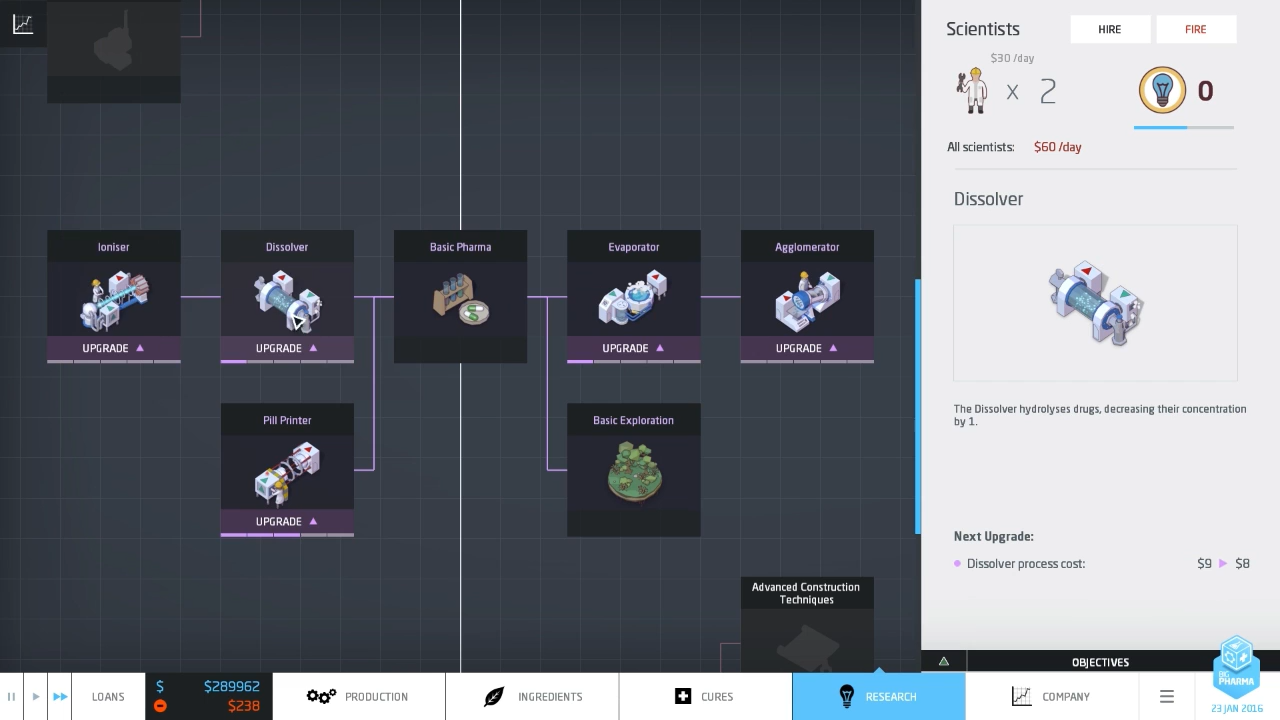 Scientists
HIRE
FIRE
$30 /day
X 2
0
All scientists: $60 /day
Dissolver
Ioniser
Dissolver
Basic Pharma
Evaporator
Agglomerator
UPGRADE
UPGRADE
UPGRADE
UPGRADE
Pill Printer
Basic Exploration
UPGRADE
The Dissolver hydrolyses drugs, decreasing their concentration
by 1.
Next Upgrade:
Dissolver process cost: $9 $8
Advanced Construction
Techniques
OBJECTIVES
BIG
PHARMA
LOANS
$ $289962
$238
PRODUCTION
INGREDIENTS
CURES
RESEARCH
COMPANY
23 JAN 2016